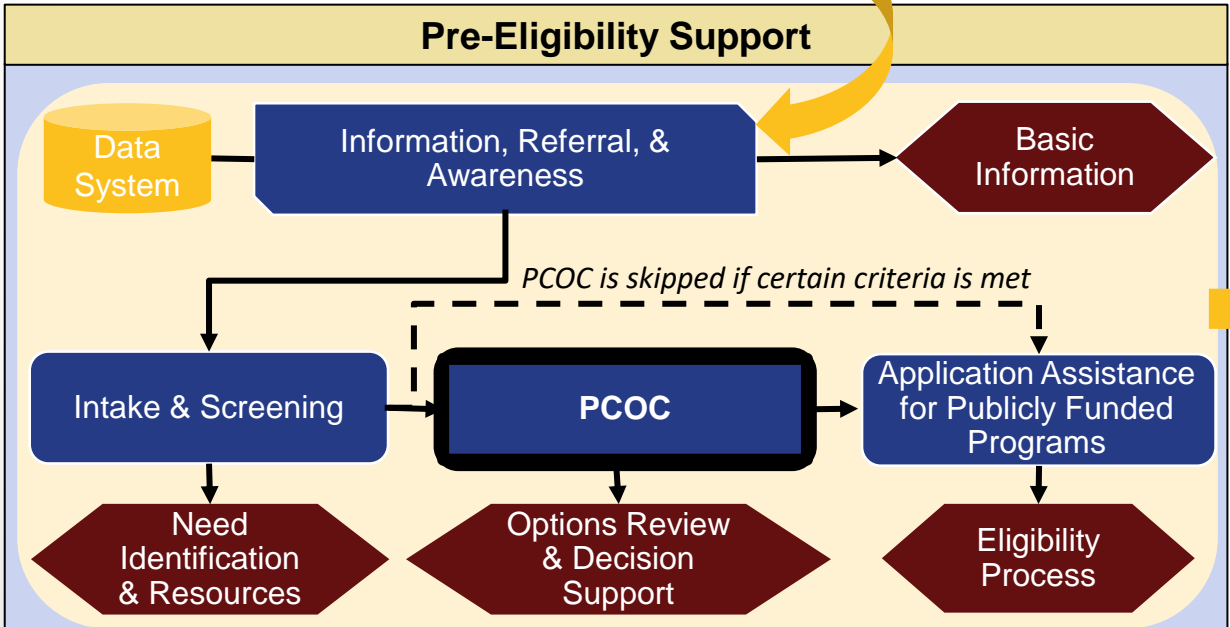 Pre-Eligibility Support
Data
System
Information, Referral, &
Awareness
Basic
Information
PCOC is skipped if certain criteria is met
Intake & Screening
PCOC
Application Assistance
for Publicly Funded
Programs
Need
Identification
& Resources
Options Review
& Decision
Support
Eligibility
Process